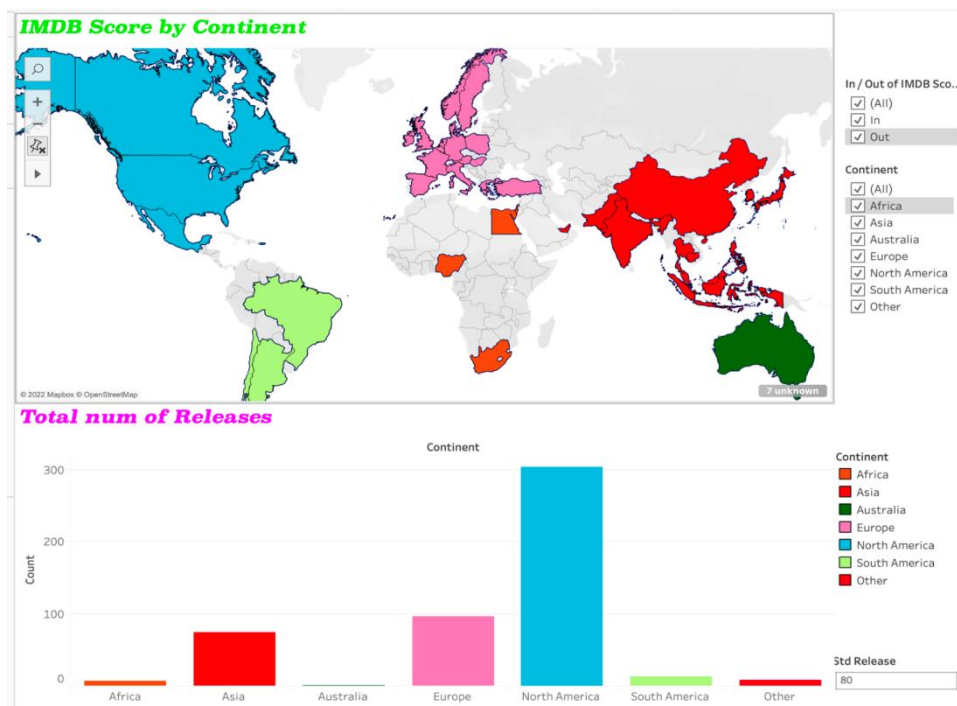 IMDB Score by Continent
In / Out of IMDB Sco..
(All)
In
Out
Continent
(All)
Africa
Asia
Australia
Europe
North America
South America
Other
© 2022 Mapbox © OpenStreetMap
7 unknown
Total num of Releases
Continent
Count
300
200
100
0
Africa
Asia
Australia
Europe
North America
South America
Other
Continent
Africa
Asia
Australia
Europe
North America
South America
Other
Std Release
80